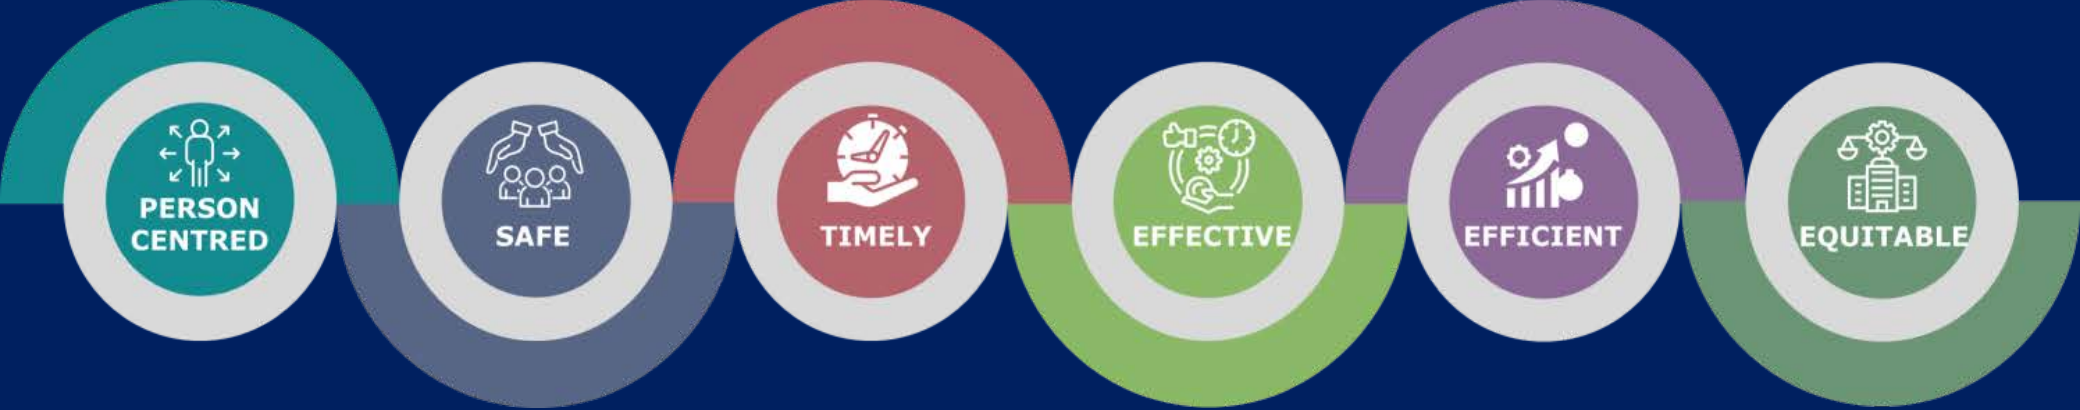 PERSON
CENTRED
SAFE
TIMELY
EFFECTIVE
EFFICIENT
EQUITABLE